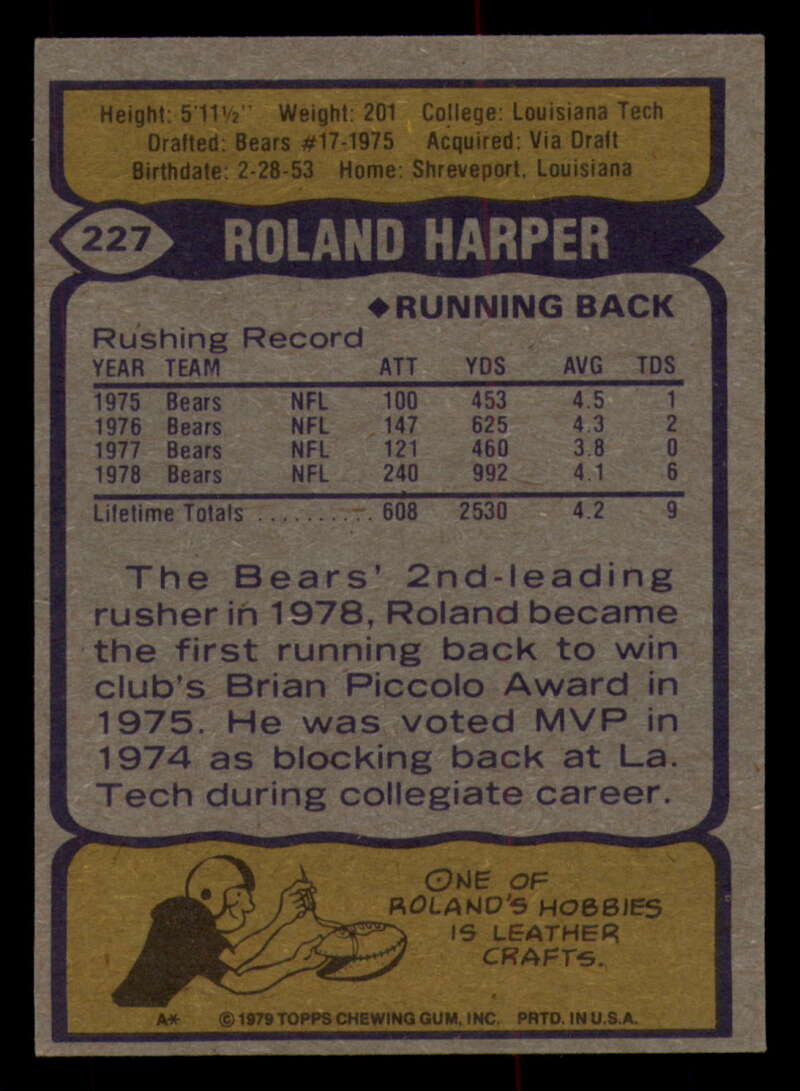 Height: 5'11½" Weight: 201 College: Louisiana Tech
Drafted: Bears #17-1975 Acquired: Via Draft
Birthdate: 2-28-53 Home: Shreveport, Louisiana
227 ROLAND HARPER
◆RUNNING BACK
Rushing Record
YEAR TEAM ATT YDS AVG TDS
1975 Bears NFL 100 453 4.5 1
1976 Bears NFL 147 625 4.3 2
1977 Bears NFL 121 460 3.8 0
1978 Bears NFL 240 992 4.1 6
Lifetime Totals .......... 608 2530 4.2 9
The Bears' 2nd-leading
rusher in 1978, Roland became
the first running back to win
club's Brian Piccolo Award in
1975. He was voted MVP in
1974 as blocking back at La.
Tech during collegiate career.
ONE OF
ROLAND'S HOBBIES
IS LEATHER
CRAFTS.
A* © 1979 TOPPS CHEWING GUM, INC. PRTD. IN U.S.A.